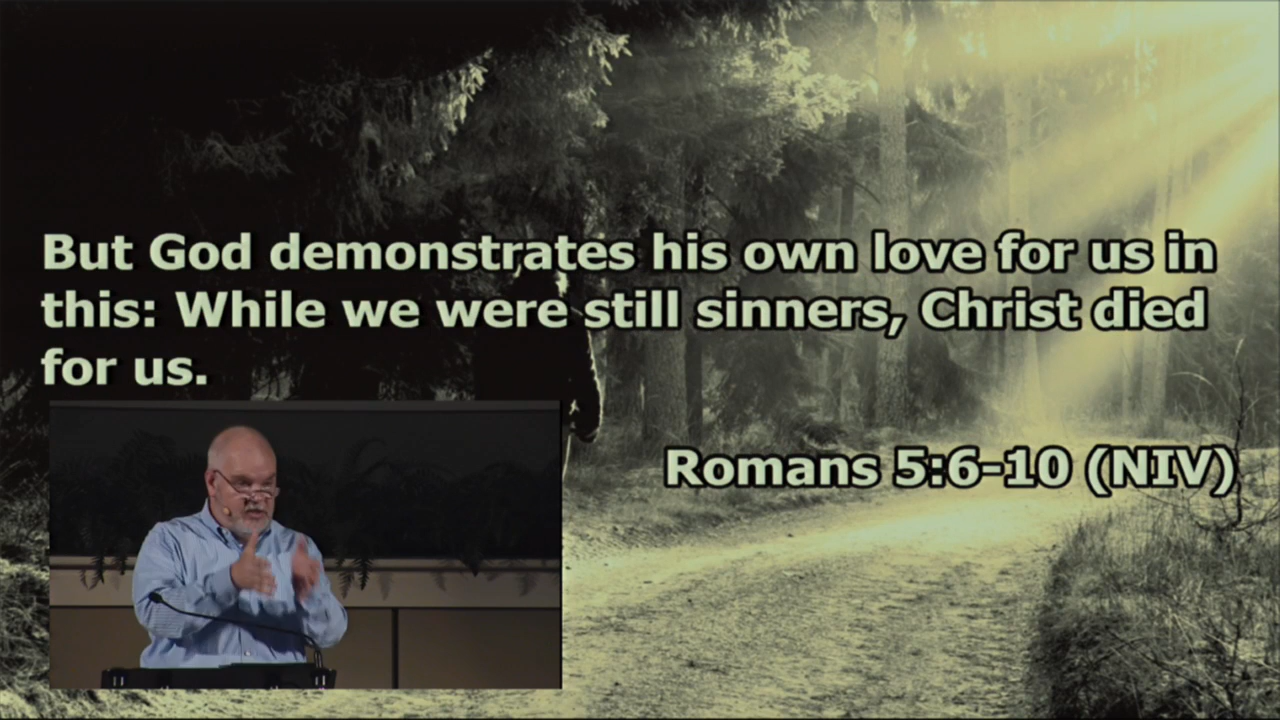 But God demonstrates his own love for us in
this: While we were still sinners, Christ died
for us.
Romans 5:6-10 (NIV)